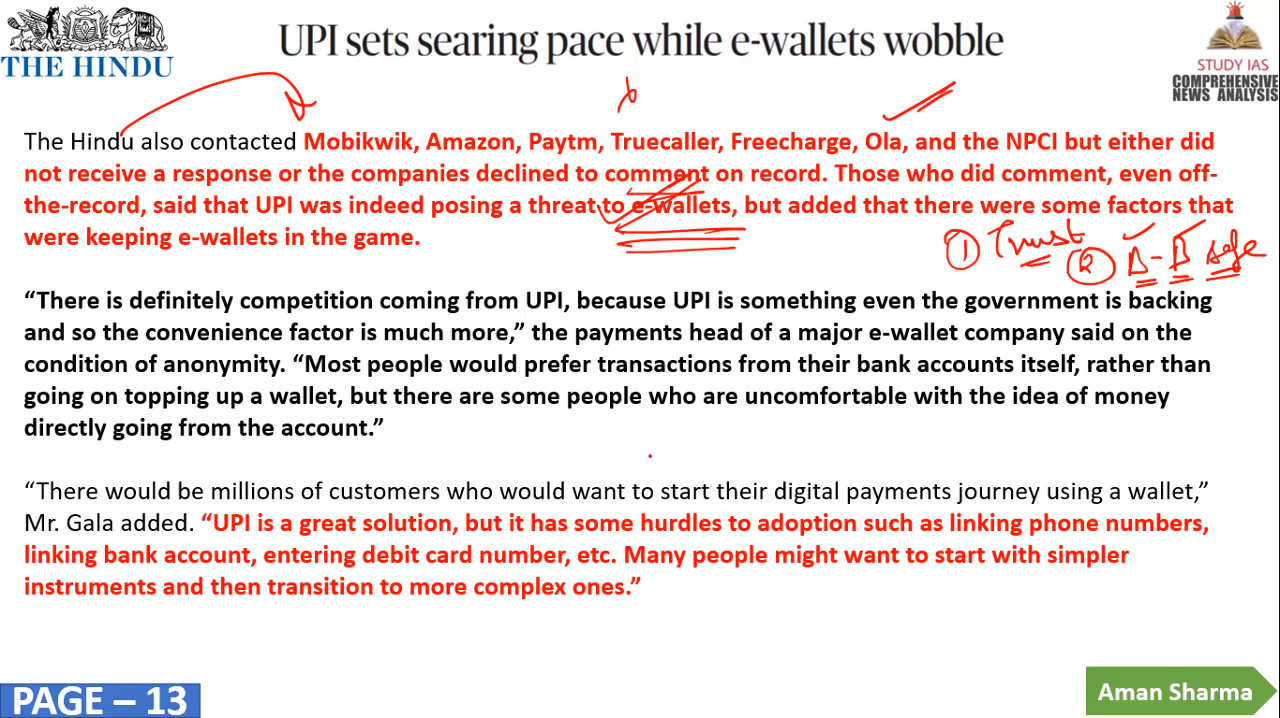 THE HINDU
UPI sets searing pace while e-wallets wobble
STUDY IAS
COMPREHENSIVE
NEWS ANALYSIS
The Hindu also contacted Mobikwik, Amazon, Paytm, Truecaller, Freecharge, Ola, and the NPCI but either did
not receive a response or the companies declined to comment on record. Those who did comment, even off-
the-record, said that UPI was indeed posing a threat to e-wallets, but added that there were some factors that
were keeping e-wallets in the game.
① Trust
② B-B safe
“There is definitely competition coming from UPI, because UPI is something even the government is backing
and so the convenience factor is much more,” the payments head of a major e-wallet company said on the
condition of anonymity. “Most people would prefer transactions from their bank accounts itself, rather than
going on topping up a wallet, but there are some people who are uncomfortable with the idea of money
directly going from the account.”
“There would be millions of customers who would want to start their digital payments journey using a wallet,”
Mr. Gala added. “UPI is a great solution, but it has some hurdles to adoption such as linking phone numbers,
linking bank account, entering debit card number, etc. Many people might want to start with simpler
instruments and then transition to more complex ones.”
PAGE – 13
Aman Sharma